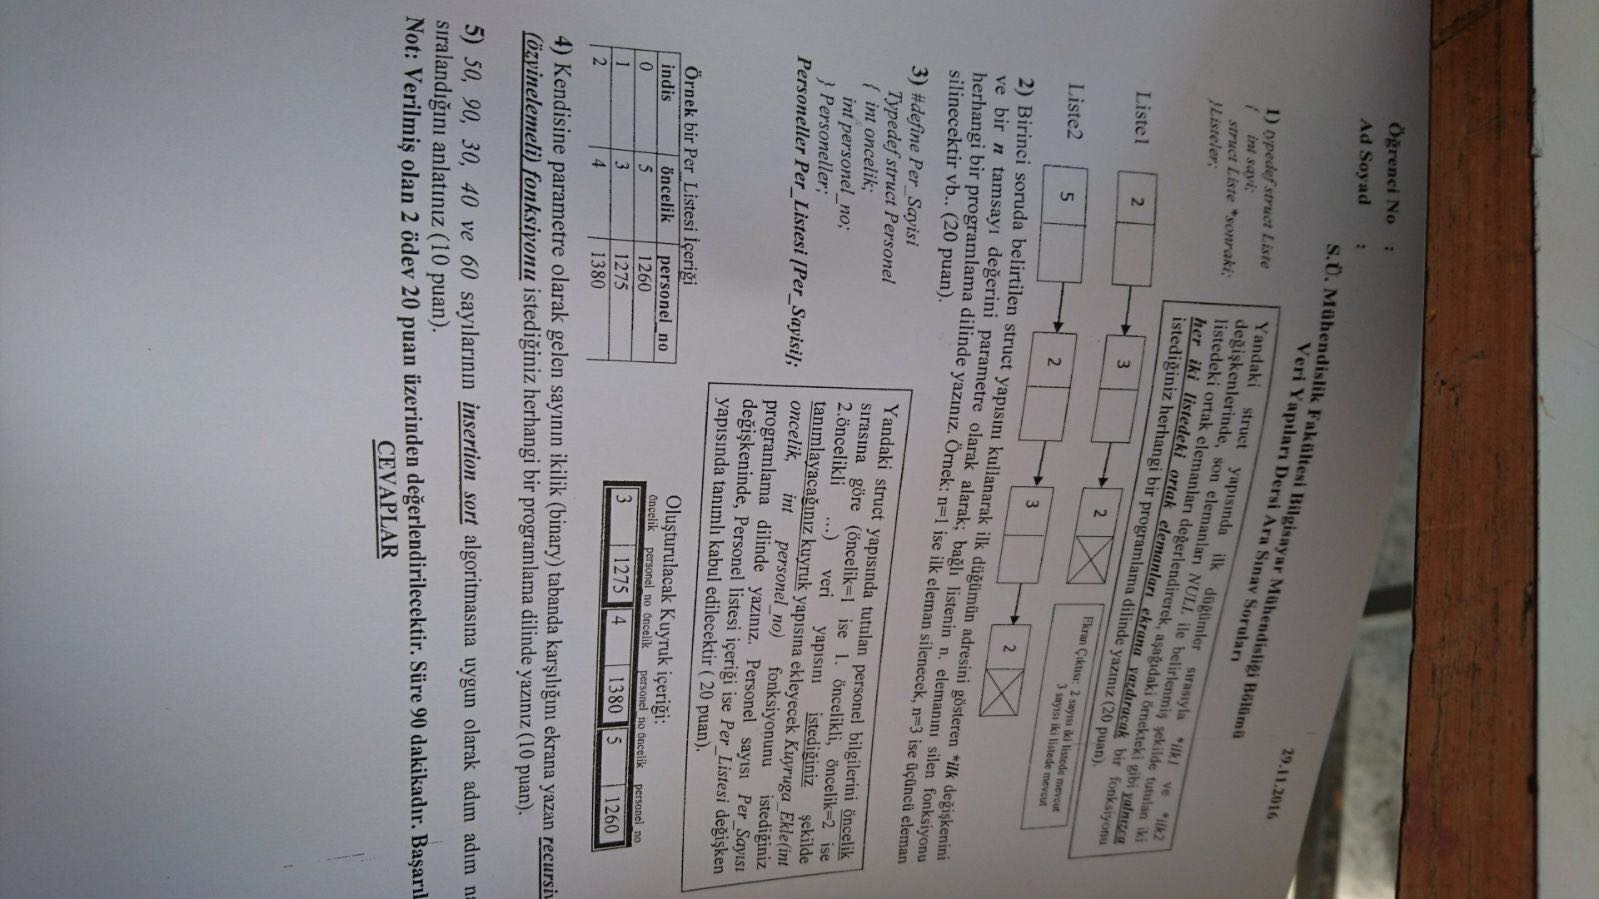 Öğrenci No :
Ad Soyad :
29.11.2016
S.Ü. Mühendislik Fakültesi Bilgisayar Mühendisliği Bölümü
Veri Yapıları Dersi Ara Sınav Soruları
1) typedef struct Liste
{ int sayi;
struct Liste *sonraki;
}Listeler;
Yandaki struct yapısında ilk düğümler sırasıyla *ilk1 ve *ilk2
değişkenlerinde, son elemanları NULL ile belirlenmiş şekilde tutulan iki
listedeki ortak elemanları değerlendirerek, aşağıdaki örnekteki gibi yalnızca
her iki listedeki ortak elemanları ekrana yazdıracak bir fonksiyonu
istediğiniz herhangi bir programlama dilinde yazınız (20 puan).
Liste1 2 3 2
Ekran Çıktısı: 2 sayısı iki listede mevcut
3 sayısı iki listede mevcut
Liste2 5 2 3 2
2) Birinci soruda belirtilen struct yapısını kullanarak ilk düğümün adresini gösteren *ilk değişkenini
ve bir n tamsayı değerini parametre olarak alarak; bağlı listenin n. elemanını silen fonksiyonu
herhangi bir programlama dilinde yazınız. Örnek: n=1 ise ilk eleman silinecek, n=3 ise üçüncü eleman
silinecektir vb.. (20 puan).
3) #define Per_Sayisi
Typedef struct Personel
{ int oncelik;
int personel_no;
} Personeller;
Personeller Per_Listesi [Per_Sayisi];
Yandaki struct yapısında tutulan personel bilgilerini öncelik
sırasına göre (öncelik=1 ise 1. öncelikli, öncelik=2 ise
2.öncelikli ...) veri yapısını istediğiniz şekilde
tanımlayacağınız kuyruk yapısına ekleyecek Kuyruga_Ekle(int
oncelik, int personel_no) fonksiyonunu istediğiniz
programlama dilinde yazınız. Personel sayısı Per_Sayısı
değişkeninde, Personel listesi içeriği ise Per_Listesi değişken
yapısında tanımlı kabul edilecektir ( 20 puan).
Örnek bir Per_Listesi İçeriği
indis öncelik personel_no
0 5 1260
1 3 1275
2 4 1380
Oluşturulacak Kuyruk içeriği:
öncelik personel no öncelik personel no öncelik personel no
3 1275 4 1380 5 1260
4) Kendisine parametre olarak gelen sayının ikilik (binary) tabanda karşılığını ekrana yazan recursiv
(özyinelemeli) fonksiyonu istediğiniz herhangi bir programlama dilinde yazınız (10 puan).
5) 50, 90, 30, 40 ve 60 sayılarının insertion sort algoritmasına uygun olarak adım adım na
sıralandığını anlatınız (10 puan).
Not: Verilmiş olan 2 ödev 20 puan üzerinden değerlendirilecektir. Süre 90 dakikadır. Başarıl
CEVAPLAR